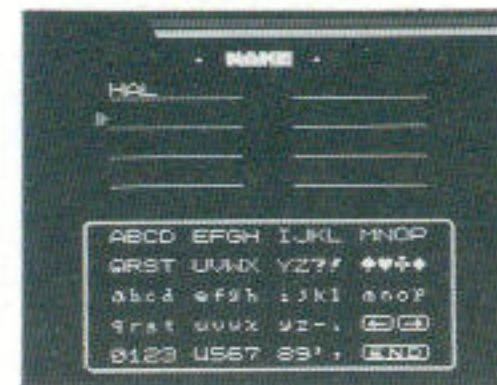 - NAME -
HAL
ABCD EFGH IJKL MNOP
QRST UVWX YZ?! ♠♥♣♦
abcd efgh ijkl mnop
qrst uvwx yz-. ←→
0123 4567 89', END